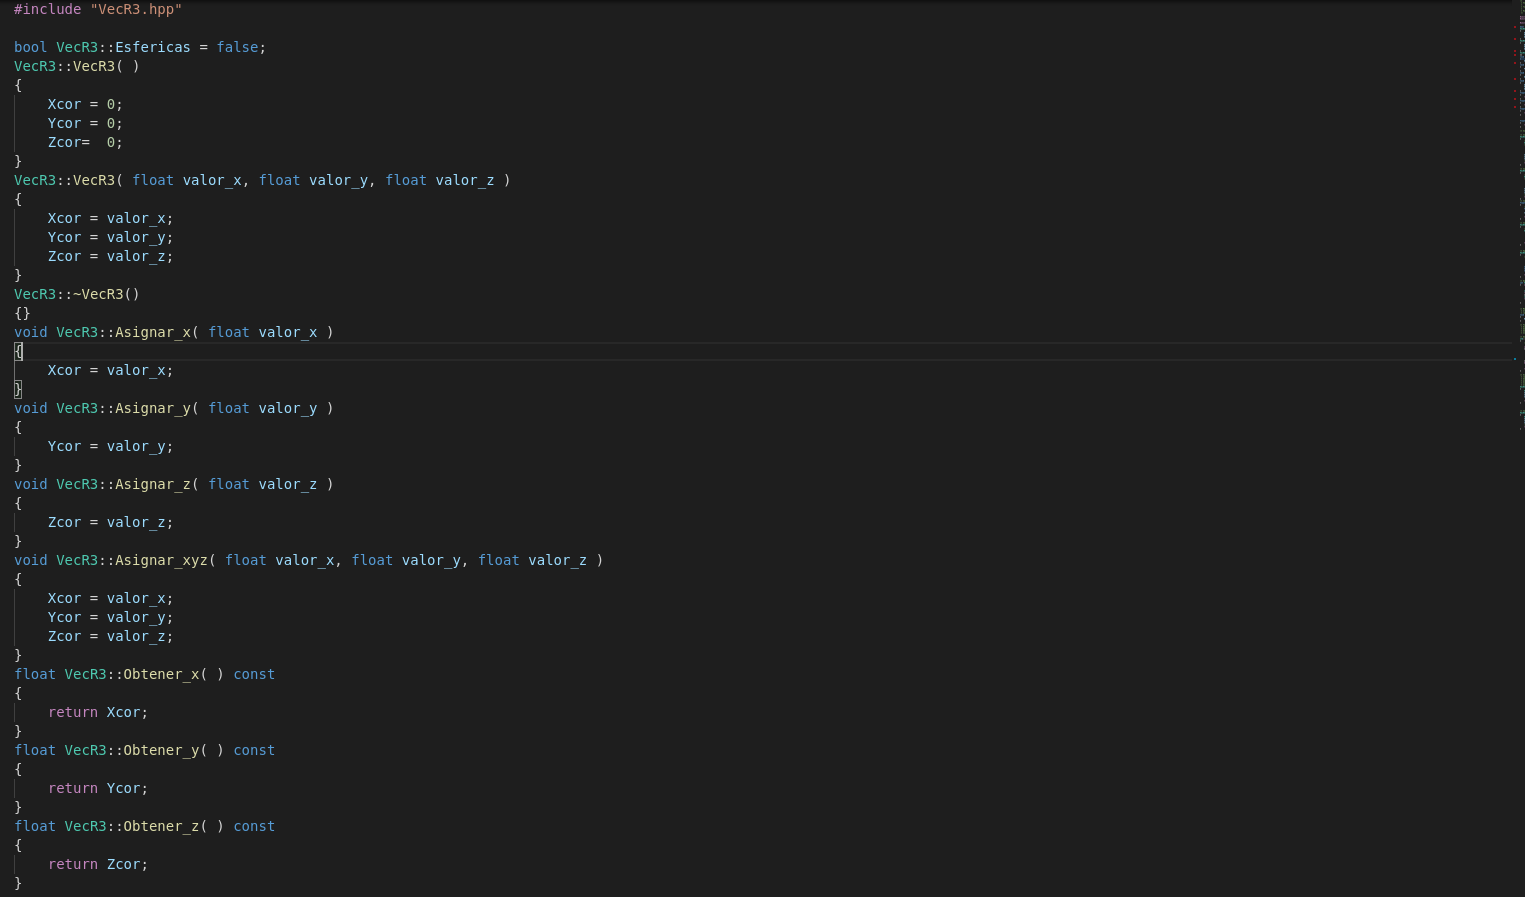 #include "VecR3.hpp"

bool VecR3::Esfericas = false;
VecR3::VecR3( )
{
    Xcor = 0;
    Ycor = 0;
    Zcor=  0;
}
VecR3::VecR3( float valor_x, float valor_y, float valor_z )
{
    Xcor = valor_x;
    Ycor = valor_y;
    Zcor = valor_z;
}
VecR3::~VecR3()
{}
void VecR3::Asignar_x( float valor_x )
{
    Xcor = valor_x;
}
void VecR3::Asignar_y( float valor_y )
{
    Ycor = valor_y;
}
void VecR3::Asignar_z( float valor_z )
{
    Zcor = valor_z;
}
void VecR3::Asignar_xyz( float valor_x, float valor_y, float valor_z )
{
    Xcor = valor_x;
    Ycor = valor_y;
    Zcor = valor_z;
}
float VecR3::Obtener_x( ) const
{
    return Xcor;
}
float VecR3::Obtener_y( ) const
{
    return Ycor;
}
float VecR3::Obtener_z( ) const
{
    return Zcor;
}